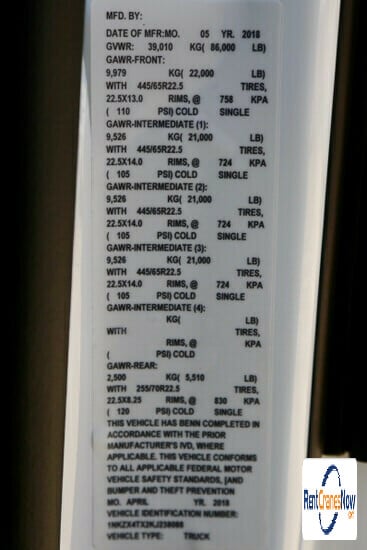 MFD. BY:
DATE OF MFR:MO. 05 YR. 2018
GVWR: 39,010 KG( 86,000 LB)
GAWR-FRONT:
9,979 KG( 22,000 LB)
WITH 445/65R22.5 TIRES,
22.5X13.0 RIMS, @ 758 KPA
( 110 PSI) COLD SINGLE
GAWR-INTERMEDIATE (1):
9,526 KG( 21,000 LB)
WITH 445/65R22.5 TIRES,
22.5X14.0 RIMS, @ 724 KPA
( 105 PSI) COLD SINGLE
GAWR-INTERMEDIATE (2):
9,526 KG( 21,000 LB)
WITH 445/65R22.5 TIRES,
22.5X14.0 RIMS, @ 724 KPA
( 105 PSI) COLD SINGLE
GAWR-INTERMEDIATE (3):
9,526 KG( 21,000 LB)
WITH 445/65R22.5 TIRES,
22.5X14.0 RIMS, @ 724 KPA
( 105 PSI) COLD SINGLE
GAWR-INTERMEDIATE (4):
KG( LB)
WITH TIRES,
RIMS, @ KPA
( PSI) COLD
GAWR-REAR:
2,500 KG( 5,510 LB)
WITH 255/70R22.5 TIRES,
22.5X8.25 RIMS, @ 830 KPA
( 120 PSI) COLD SINGLE
THIS VEHICLE HAS BENN COMPLETED IN
ACCORDANCE WITH THE PRIOR
MANUFACTURER'S IVD, WHERE
APPLICABLE. THIS VEHICLE CONFORMS
TO ALL APPLICABLE FEDERAL MOTOR
VEHICLE SAFETY STANDARDS, [AND
BUMPER AND THEFT PREVENTION
MO. APRIL YR. 2018
VEHICLE IDENTIFICATION NUMBER:
1NKZX4TX2KJ238088
VEHICLE TYPE: TRUCK
RentCranesNow